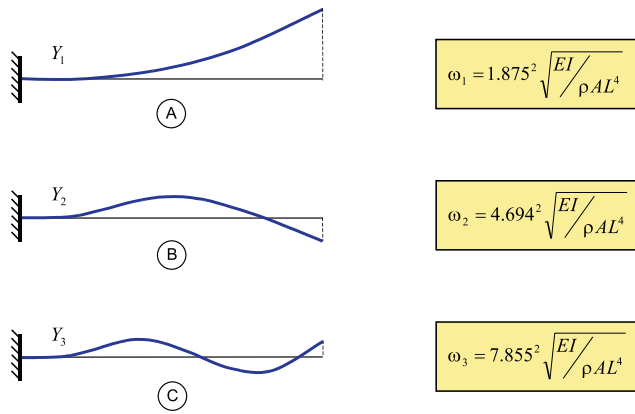 Y₁
ω₁ = 1.875² √(EI/ρAL⁴)
A
Y₂
ω₂ = 4.694² √(EI/ρAL⁴)
B
Y₃
ω₃ = 7.855² √(EI/ρAL⁴)
C